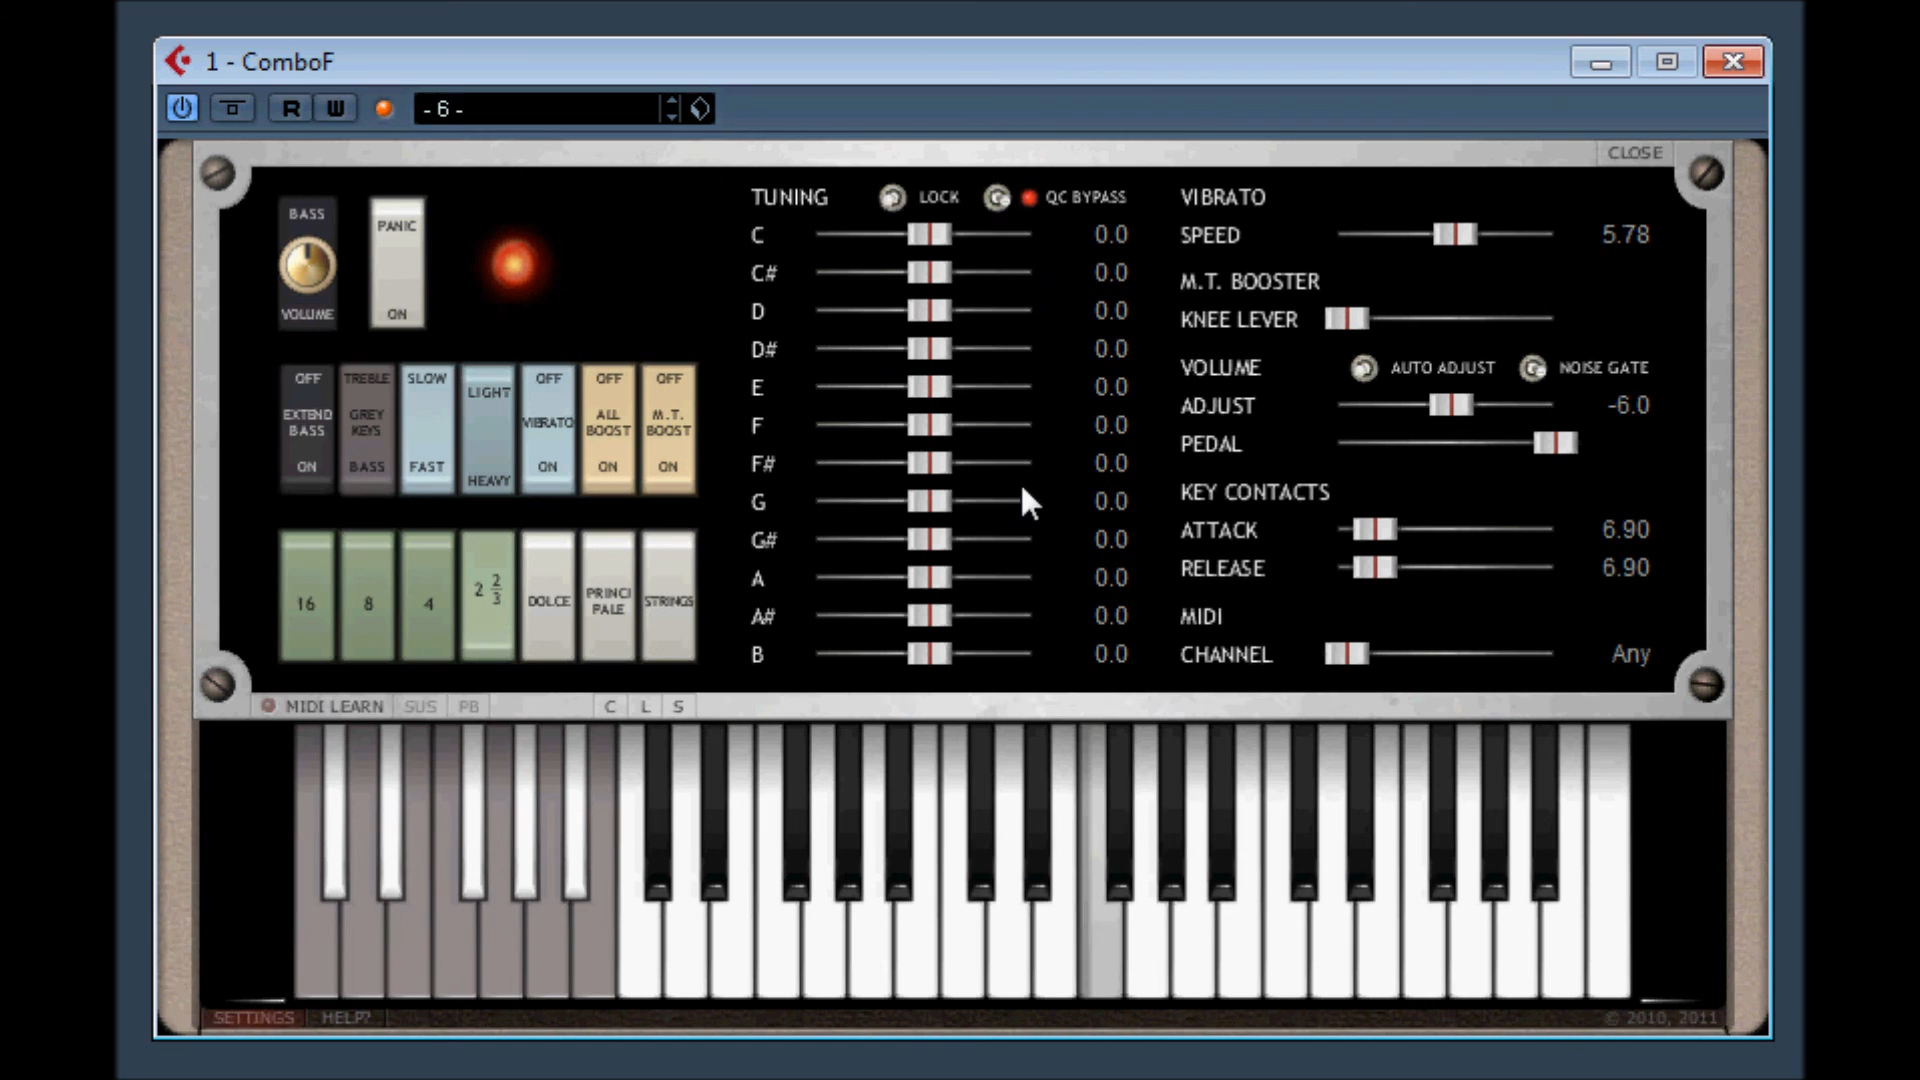 1 - ComboF
R W - 6 -
CLOSE
BASS
VOLUME
PANIC
ON
OFF
EXTEND
BASS
ON
TREBLE
GREY
KEYS
BASS
SLOW
FAST
LIGHT
HEAVY
OFF
VIBRATO
ON
OFF
ALL
BOOST
ON
OFF
M.T.
BOOST
ON
16
8
4
2 2/3
DOLCE
PRINCI
PALE
STRINGS
TUNING LOCK QC BYPASS
C 0.0
C# 0.0
D 0.0
D# 0.0
E 0.0
F 0.0
F# 0.0
G 0.0
G# 0.0
A 0.0
A# 0.0
B 0.0
VIBRATO
SPEED 5.78
M.T. BOOSTER
KNEE LEVER
VOLUME AUTO ADJUST NOISE GATE
ADJUST -6.0
PEDAL
KEY CONTACTS
ATTACK 6.90
RELEASE 6.90
MIDI
CHANNEL Any
MIDI LEARN SUS PB C L S
SETTINGS HELP? © 2010, 2011